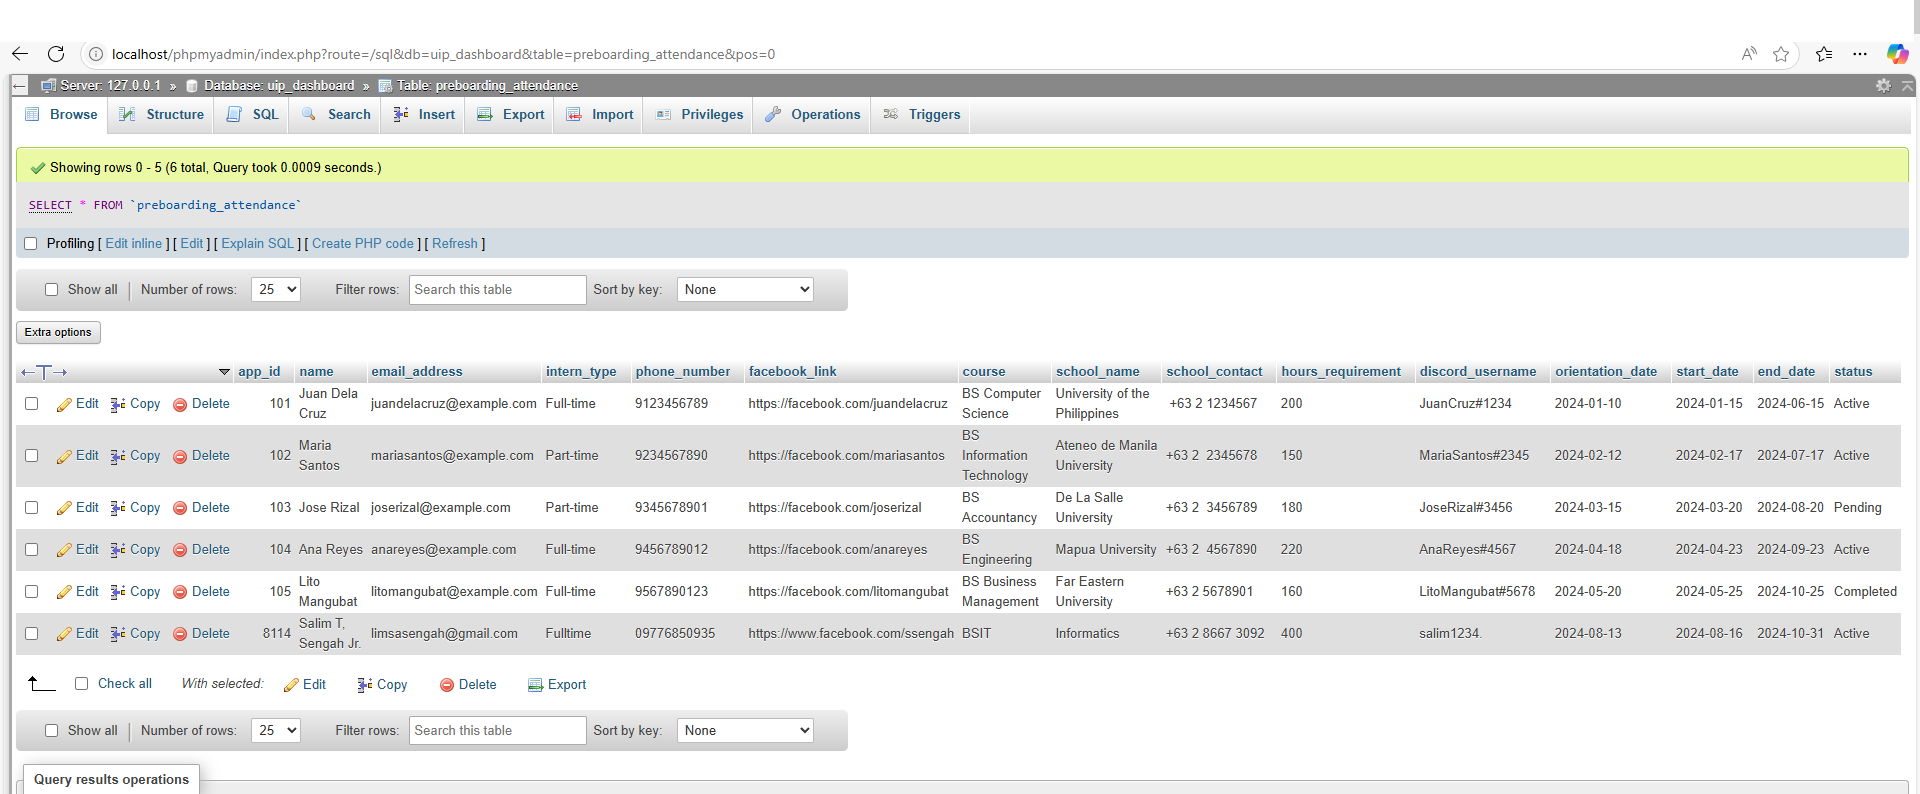 localhost/phpmyadmin/index.php?route=/sql&db=uip_dashboard&table=preboarding_attendance&pos=0
Server: 127.0.0.1 » Database: uip_dashboard » Table: preboarding_attendance
Browse Structure SQL Search Insert Export Import Privileges Operations Triggers
Showing rows 0 - 5 (6 total, Query took 0.0009 seconds.)
SELECT * FROM `preboarding_attendance`
Profiling [ Edit inline ] [ Edit ] [ Explain SQL ] [ Create PHP code ] [ Refresh ]
Show all Number of rows: 25 Filter rows: Search this table Sort by key: None
Extra options
app_id name email_address intern_type phone_number facebook_link course school_name school_contact hours_requirement discord_username orientation_date start_date end_date status
Edit Copy Delete 101 Juan Dela Cruz juandelacruz@example.com Full-time 9123456789 https://facebook.com/juandelacruz BS Computer Science University of the Philippines +63 2 1234567 200 JuanCruz#1234 2024-01-10 2024-01-15 2024-06-15 Active
Edit Copy Delete 102 Maria Santos mariasantos@example.com Part-time 9234567890 https://facebook.com/mariasantos BS Information Technology Ateneo de Manila University +63 2 2345678 150 MariaSantos#2345 2024-02-12 2024-02-17 2024-07-17 Active
Edit Copy Delete 103 Jose Rizal joserizal@example.com Part-time 9345678901 https://facebook.com/joserizal BS Accountancy De La Salle University +63 2 3456789 180 JoseRizal#3456 2024-03-15 2024-03-20 2024-08-20 Pending
Edit Copy Delete 104 Ana Reyes anareyes@example.com Full-time 9456789012 https://facebook.com/anareyes BS Engineering Mapua University +63 2 4567890 220 AnaReyes#4567 2024-04-18 2024-04-23 2024-09-23 Active
Edit Copy Delete 105 Lito Mangubat litomangubat@example.com Full-time 9567890123 https://facebook.com/litomangubat BS Business Management Far Eastern University +63 2 5678901 160 LitoMangubat#5678 2024-05-20 2024-05-25 2024-10-25 Completed
Edit Copy Delete 8114 Salim T, Sengah Jr. limsasengah@gmail.com Fulltime 09776850935 https://www.facebook.com/ssengah BSIT Informatics +63 2 8667 3092 400 salim1234. 2024-08-13 2024-08-16 2024-10-31 Active
Check all With selected: Edit Copy Delete Export
Show all Number of rows: 25 Filter rows: Search this table Sort by key: None
Query results operations